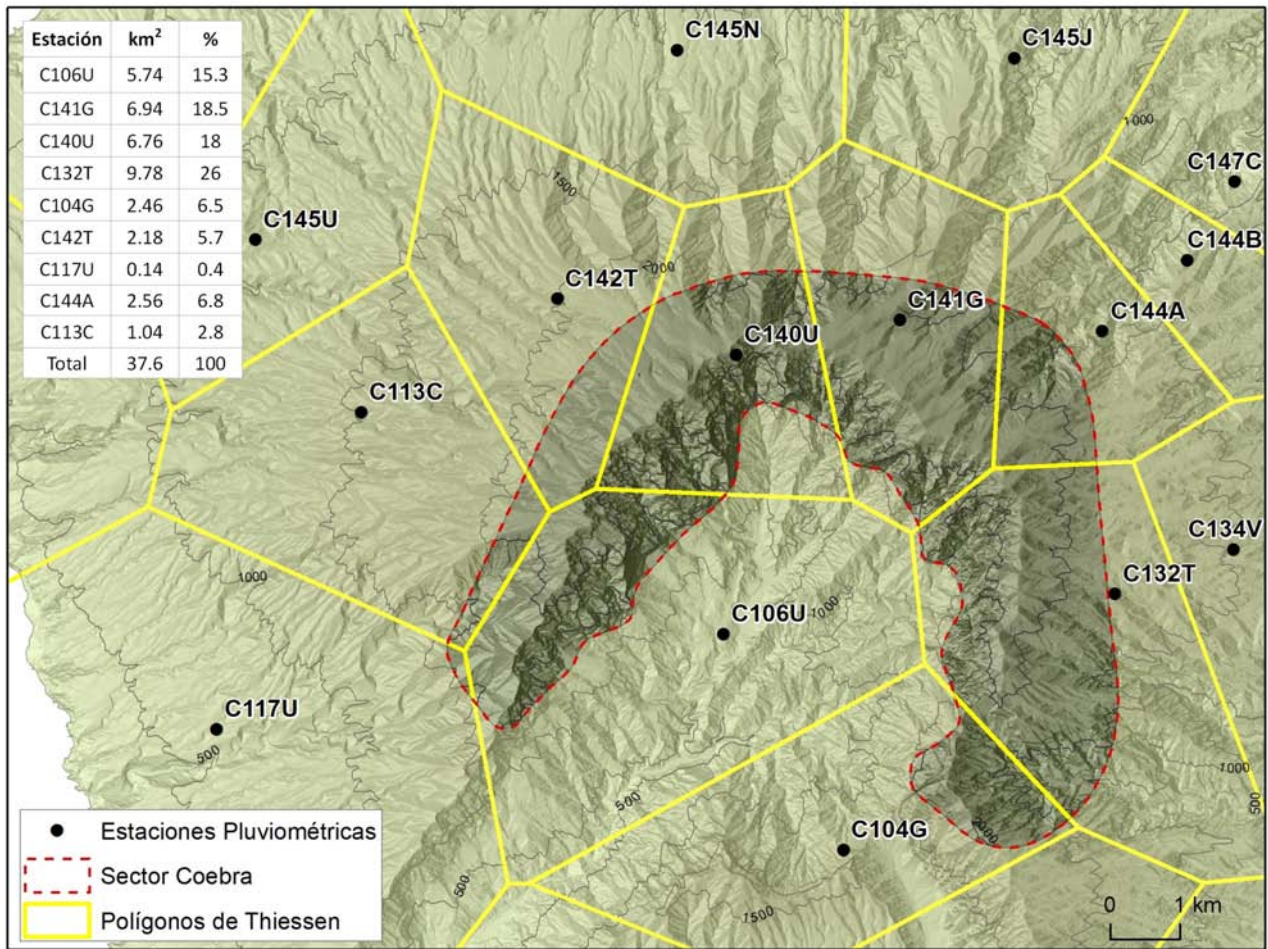 Estación km² %
C106U 5.74 15.3
C141G 6.94 18.5
C140U 6.76 18
C132T 9.78 26
C104G 2.46 6.5
C142T 2.18 5.7
C117U 0.14 0.4
C144A 2.56 6.8
C113C 1.04 2.8
Total 37.6 100
C145N
C145J
1000
C147C
1500
C145U
C144B
2000
C142T
C141G
C144A
C140U
C113C
C134V
1000
C132T
C106U
1000
C117U
500
1000
500
500
C104G
2000
500
1500
Estaciones Pluviométricas
Sector Coebra
Polígonos de Thiessen
0 1 km